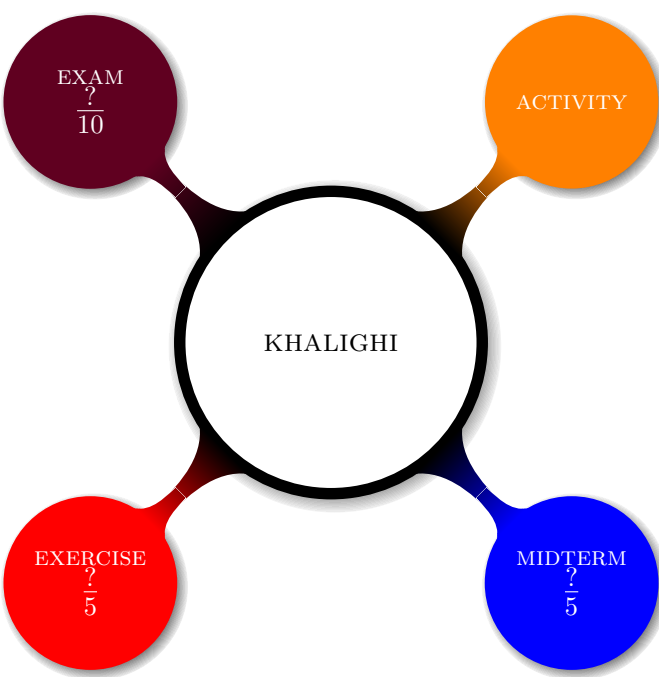 EXAM
?
10
ACTIVITY
KHALIGHI
EXERCISE
?
5
MIDTERM
?
5